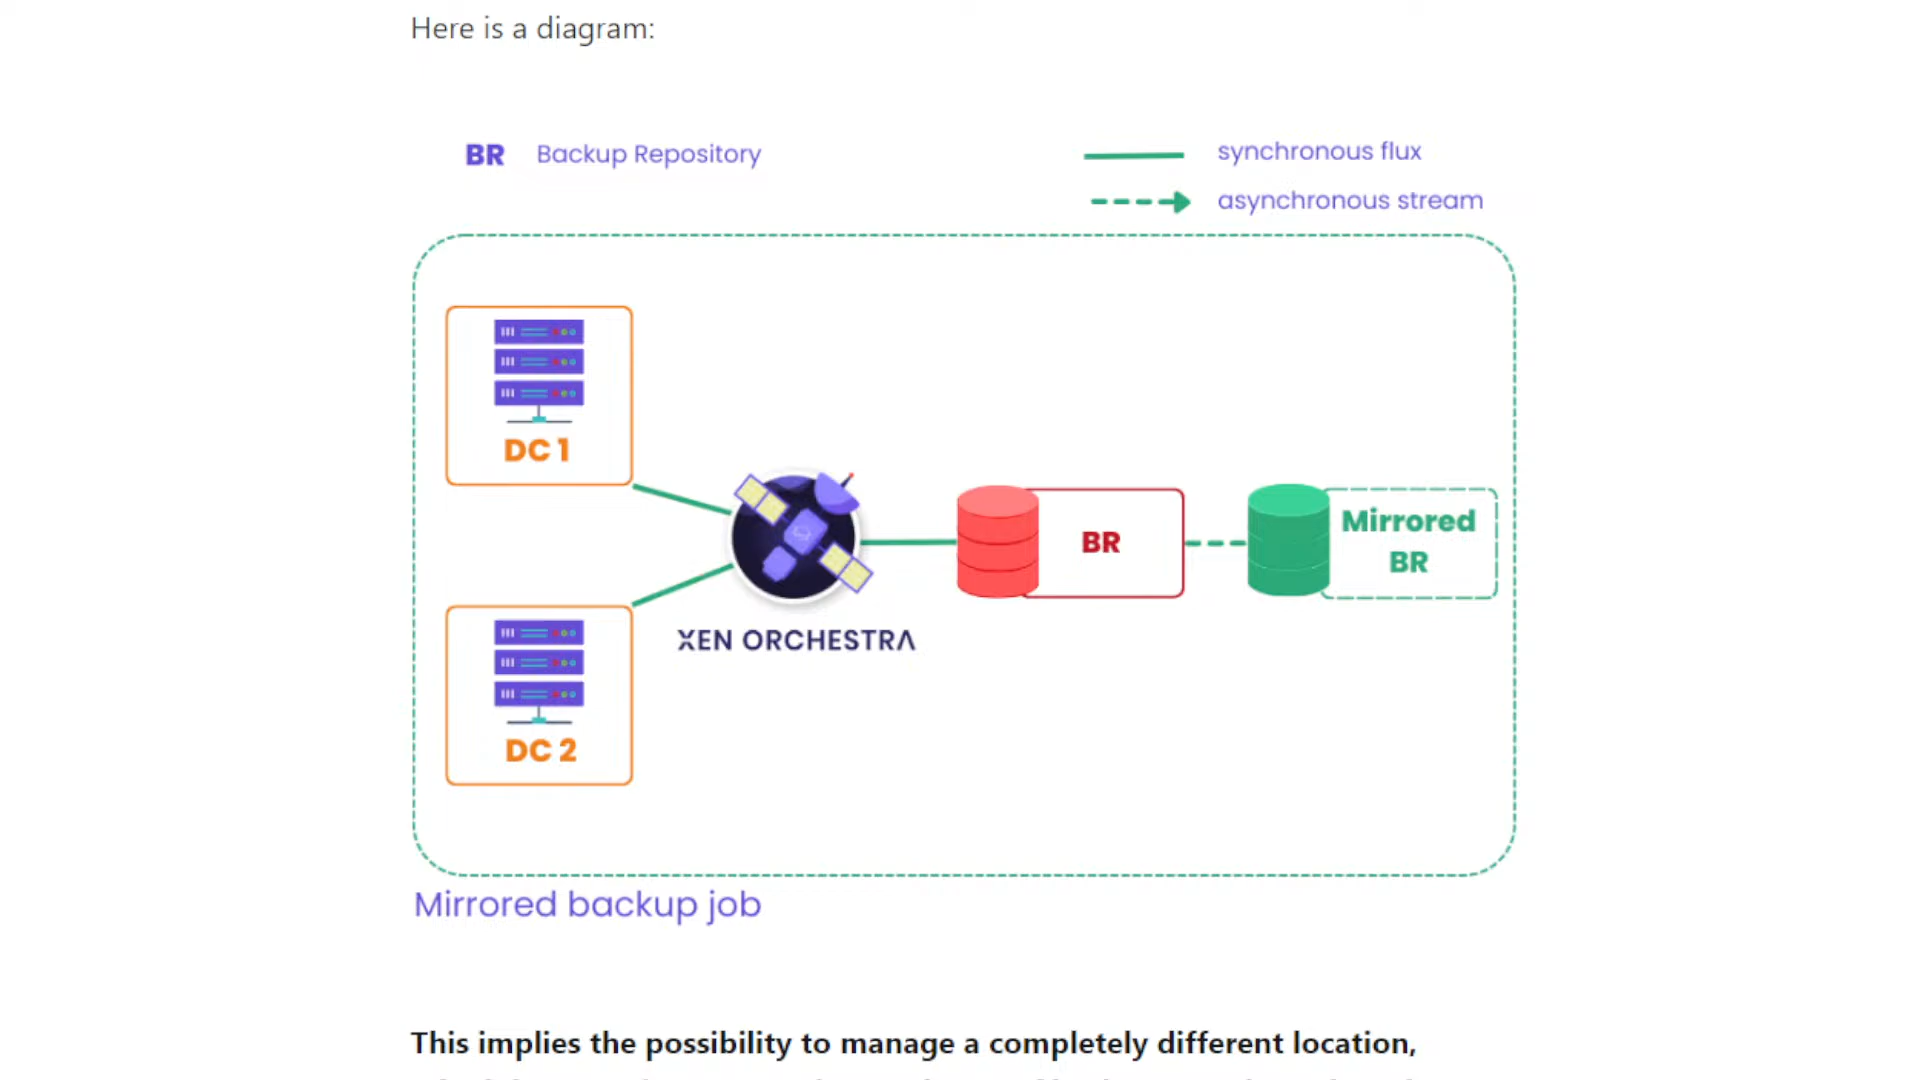 Here is a diagram:
BR Backup Repository
synchronous flux
asynchronous stream
DC 1
XEN ORCHESTRA
BR
Mirrored
BR
DC 2
Mirrored backup job
This implies the possibility to manage a completely different location,